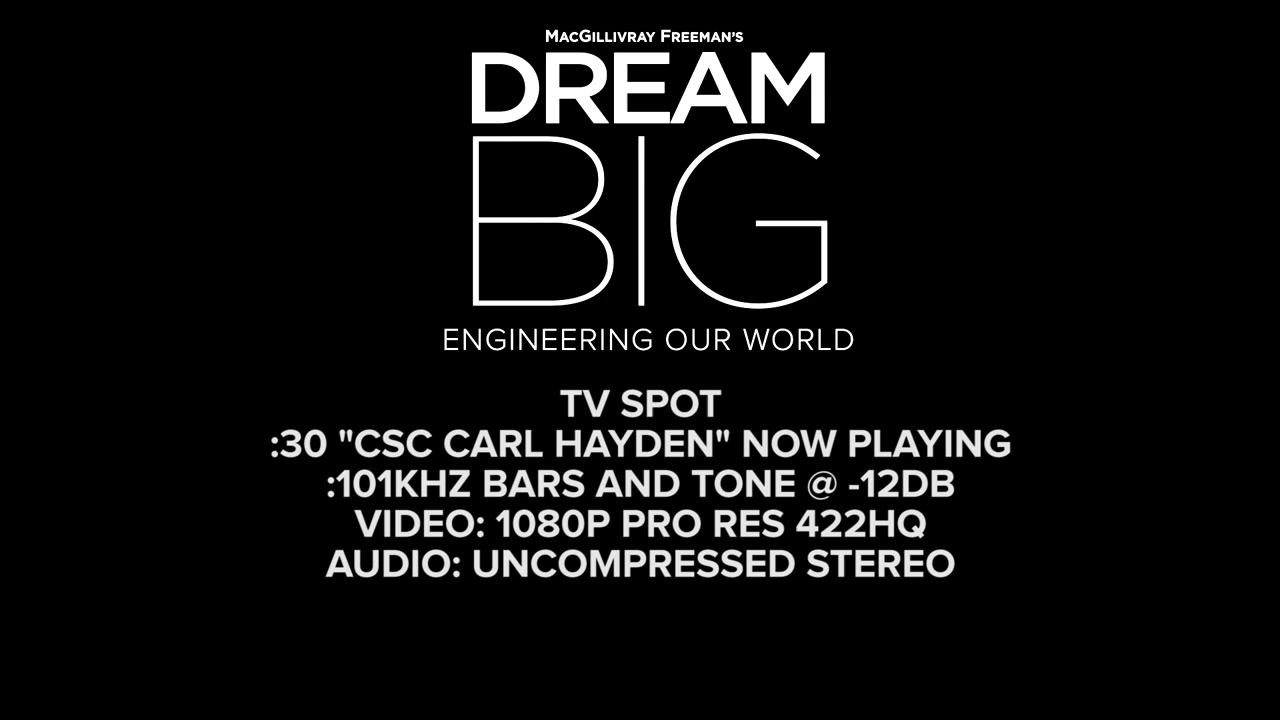 MACGILLIVRAY FREEMAN'S
DREAM
BIG
ENGINEERING OUR WORLD
TV SPOT
:30 "CSC CARL HAYDEN" NOW PLAYING
:101KHZ BARS AND TONE @ -12DB
VIDEO: 1080P PRO RES 422HQ
AUDIO: UNCOMPRESSED STEREO